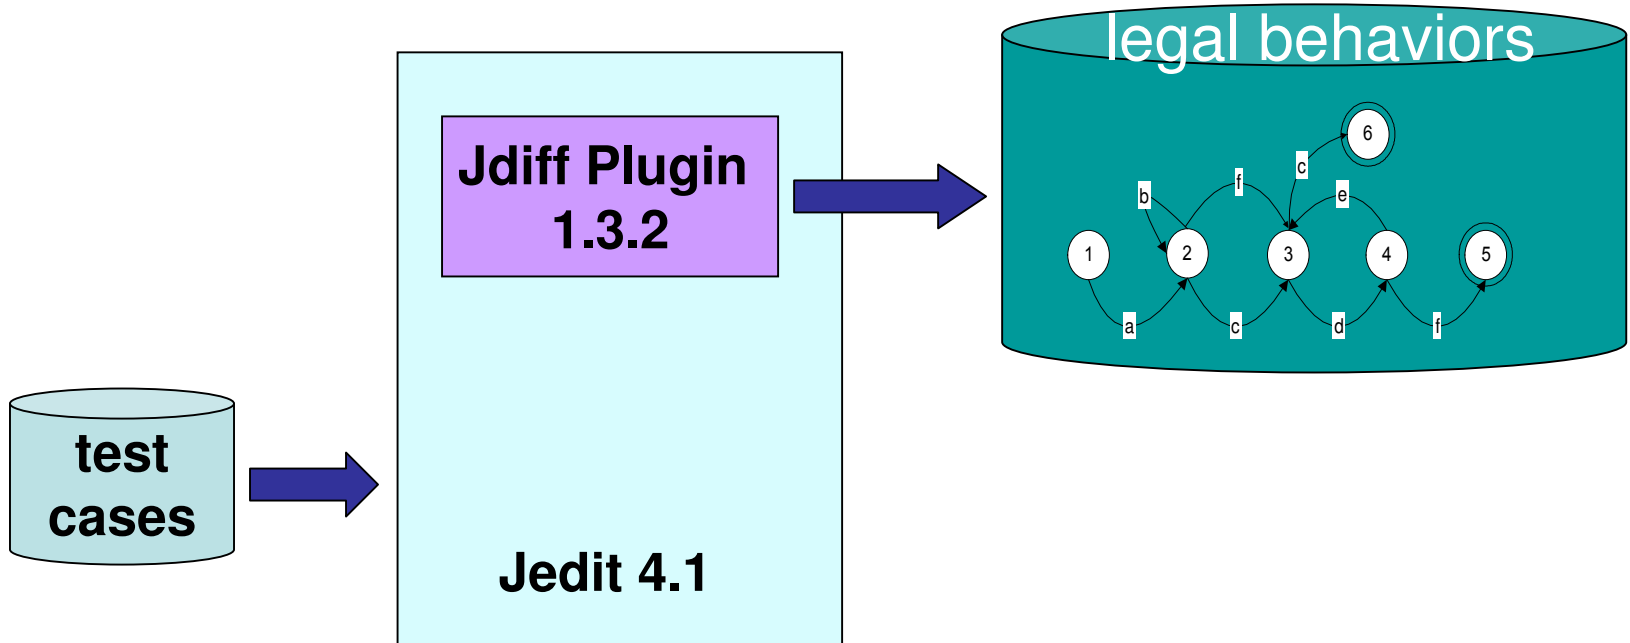 legal behaviors
Jdiff Plugin
1.3.2
6
c
f
e
b
1
2
3
4
5
a
c
d
f
test
cases
Jedit 4.1